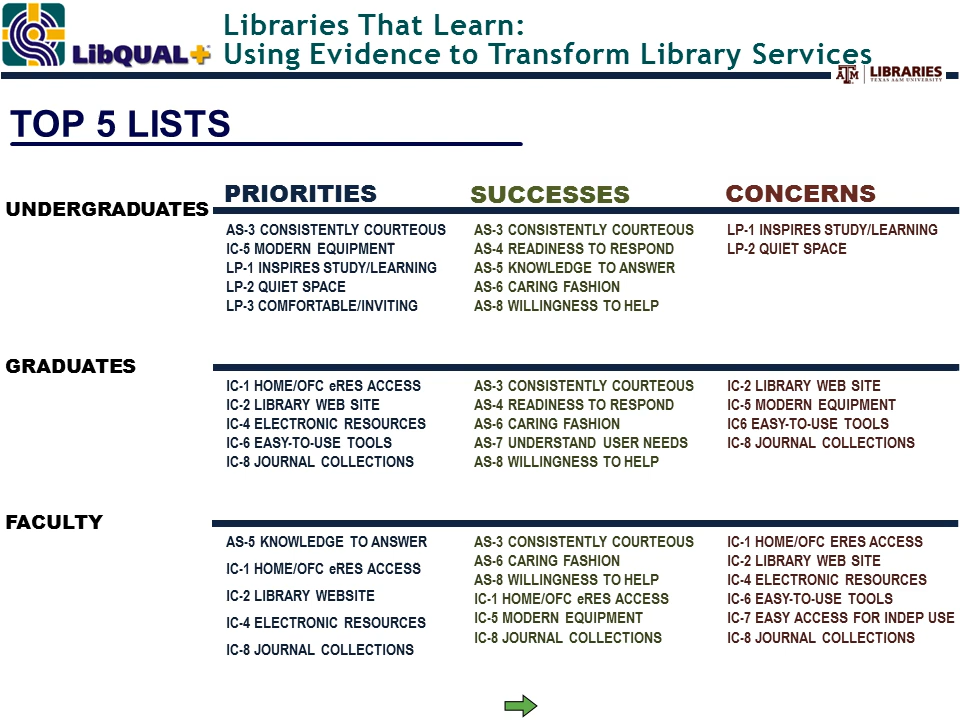 Libraries That Learn:
LibQUAL+
Using Evidence to Transform Library Services
A|M | LIBRARIES
TEXAS A&M UNIVERSITY
TOP 5 LISTS
PRIORITIES SUCCESSES CONCERNS
UNDERGRADUATES
AS-3 CONSISTENTLY COURTEOUS AS-3 CONSISTENTLY COURTEOUS LP-1 INSPIRES STUDY/LEARNING
IC-5 MODERN EQUIPMENT AS-4 READINESS TO RESPOND LP-2 QUIET SPACE
LP-1 INSPIRES STUDY/LEARNING AS-5 KNOWLEDGE TO ANSWER
LP-2 QUIET SPACE AS-6 CARING FASHION
LP-3 COMFORTABLE/INVITING AS-8 WILLINGNESS TO HELP
GRADUATES
IC-1 HOME/OFC eRES ACCESS AS-3 CONSISTENTLY COURTEOUS IC-2 LIBRARY WEB SITE
IC-2 LIBRARY WEB SITE AS-4 READINESS TO RESPOND IC-5 MODERN EQUIPMENT
IC-4 ELECTRONIC RESOURCES AS-6 CARING FASHION IC6 EASY-TO-USE TOOLS
IC-6 EASY-TO-USE TOOLS AS-7 UNDERSTAND USER NEEDS IC-8 JOURNAL COLLECTIONS
IC-8 JOURNAL COLLECTIONS AS-8 WILLINGNESS TO HELP
FACULTY
AS-5 KNOWLEDGE TO ANSWER AS-3 CONSISTENTLY COURTEOUS IC-1 HOME/OFC ERES ACCESS
IC-1 HOME/OFC eRES ACCESS AS-6 CARING FASHION IC-2 LIBRARY WEB SITE
IC-2 LIBRARY WEBSITE AS-8 WILLINGNESS TO HELP IC-4 ELECTRONIC RESOURCES
IC-4 ELECTRONIC RESOURCES IC-1 HOME/OFC eRES ACCESS IC-6 EASY-TO-USE TOOLS
IC-8 JOURNAL COLLECTIONS IC-5 MODERN EQUIPMENT IC-7 EASY ACCESS FOR INDEP USE
IC-8 JOURNAL COLLECTIONS IC-8 JOURNAL COLLECTIONS